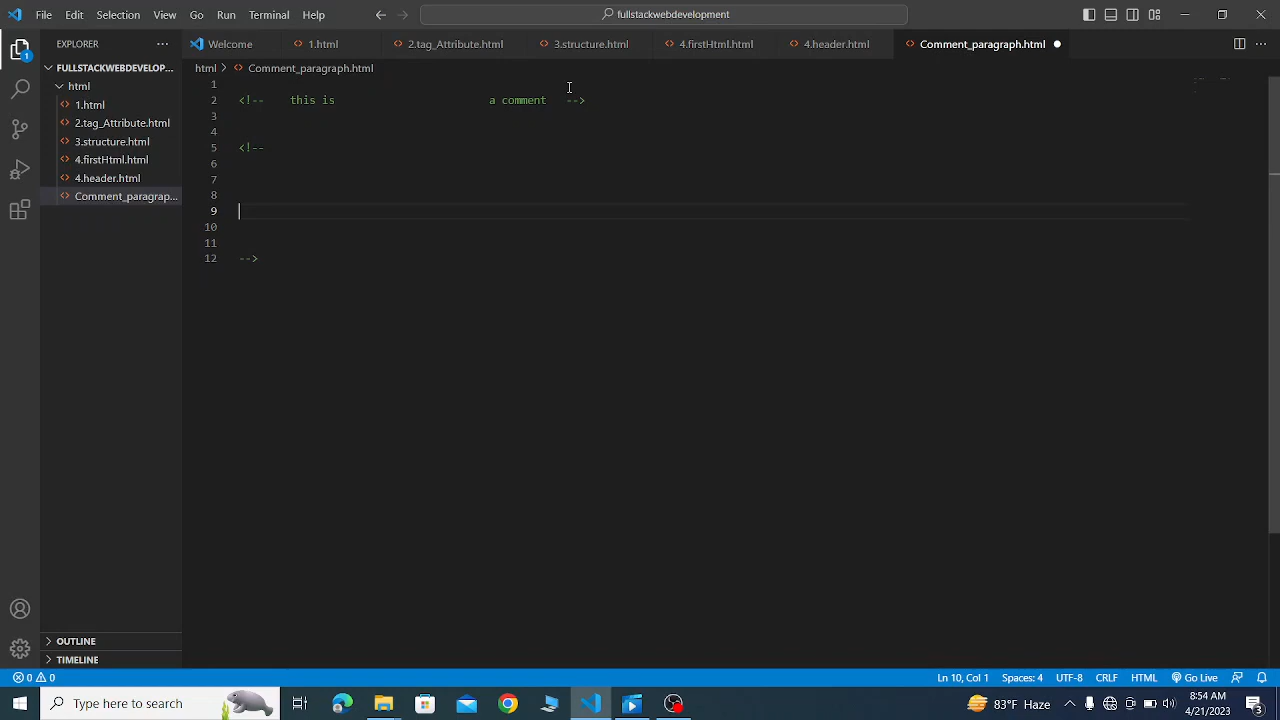 File Edit Selection View Go Run Terminal Help fullstackwebdevelopment
EXPLORER
Welcome 1.html 2.tag_Attribute.html 3.structure.html 4.firstHtml.html 4.header.html Comment_paragraph.html
FULLSTACKWEBDEVELOP...
html
1.html
2.tag_Attribute.html
3.structure.html
4.firstHtml.html
4.header.html
Comment_paragrap...
html > Comment_paragraph.html
1
2 <!-- this is a comment -->
3
4
5 <!--
6
7
8
9
10
11
12 -->
OUTLINE
TIMELINE
0 0 Ln 10, Col 1 Spaces: 4 UTF-8 CRLF HTML Go Live
Type here to search
83°F Haze
8:54 AM
4/21/2023
3
1